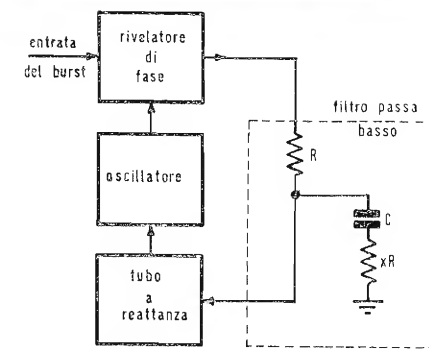 entrata
del burst
rivelatore
di
fase
filtro passa
basso
R
oscillatore
C
xR
tubo
a
reattanza